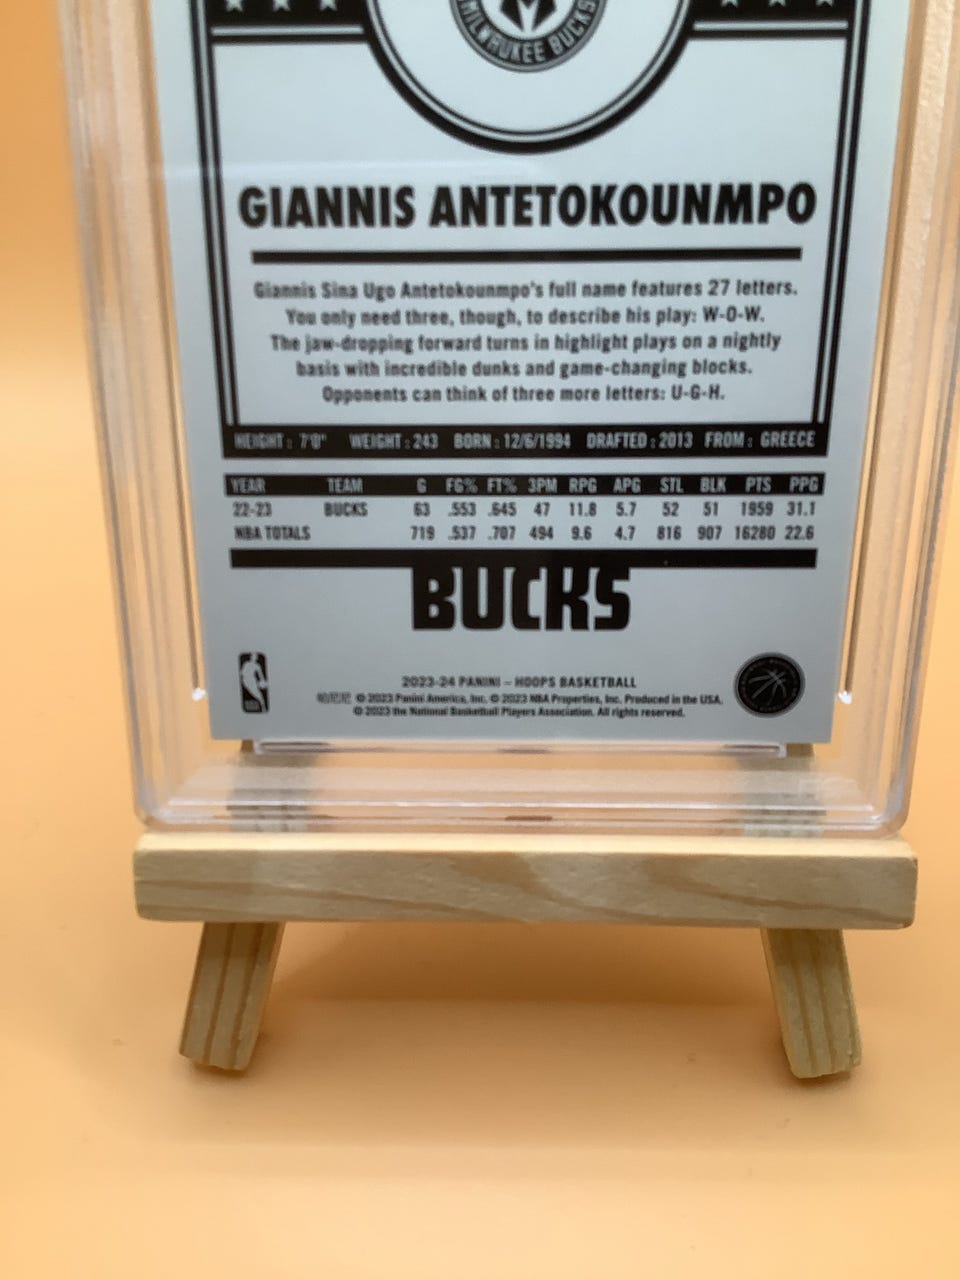 MILWAUKEE BUCKS
GIANNIS ANTETOKOUNMPO
Giannis Sina Ugo Antetokounmpo's full name features 27 letters.
You only need three, though, to describe his play: W-O-W.
The jaw-dropping forward turns in highlight plays on a nightly
basis with incredible dunks and game-changing blocks.
Opponents can think of three more letters: U-G-H.
HEIGHT: 7'0" WEIGHT: 243 BORN: 12/6/1994 DRAFTED: 2013 FROM: GREECE
YEAR TEAM G FG% FT% 3PM RPG APG STL BLK PTS PPG
22-23 BUCKS 63 .553 .645 47 11.8 5.7 52 51 1959 31.1
NBA TOTALS 719 .537 .707 494 9.6 4.7 816 907 16280 22.6
BUCKS
2023-24 PANINI – HOOPS BASKETBALL
© 2023 Panini America, Inc. © 2023 NBA Properties, Inc. Produced in the USA.
© 2023 the National Basketball Players Association. All rights reserved.